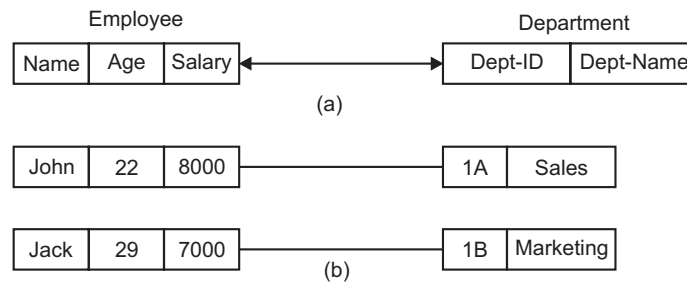 Employee Department
Name Age Salary Dept-ID Dept-Name
(a)
John 22 8000 1A Sales
Jack 29 7000 1B Marketing
(b)